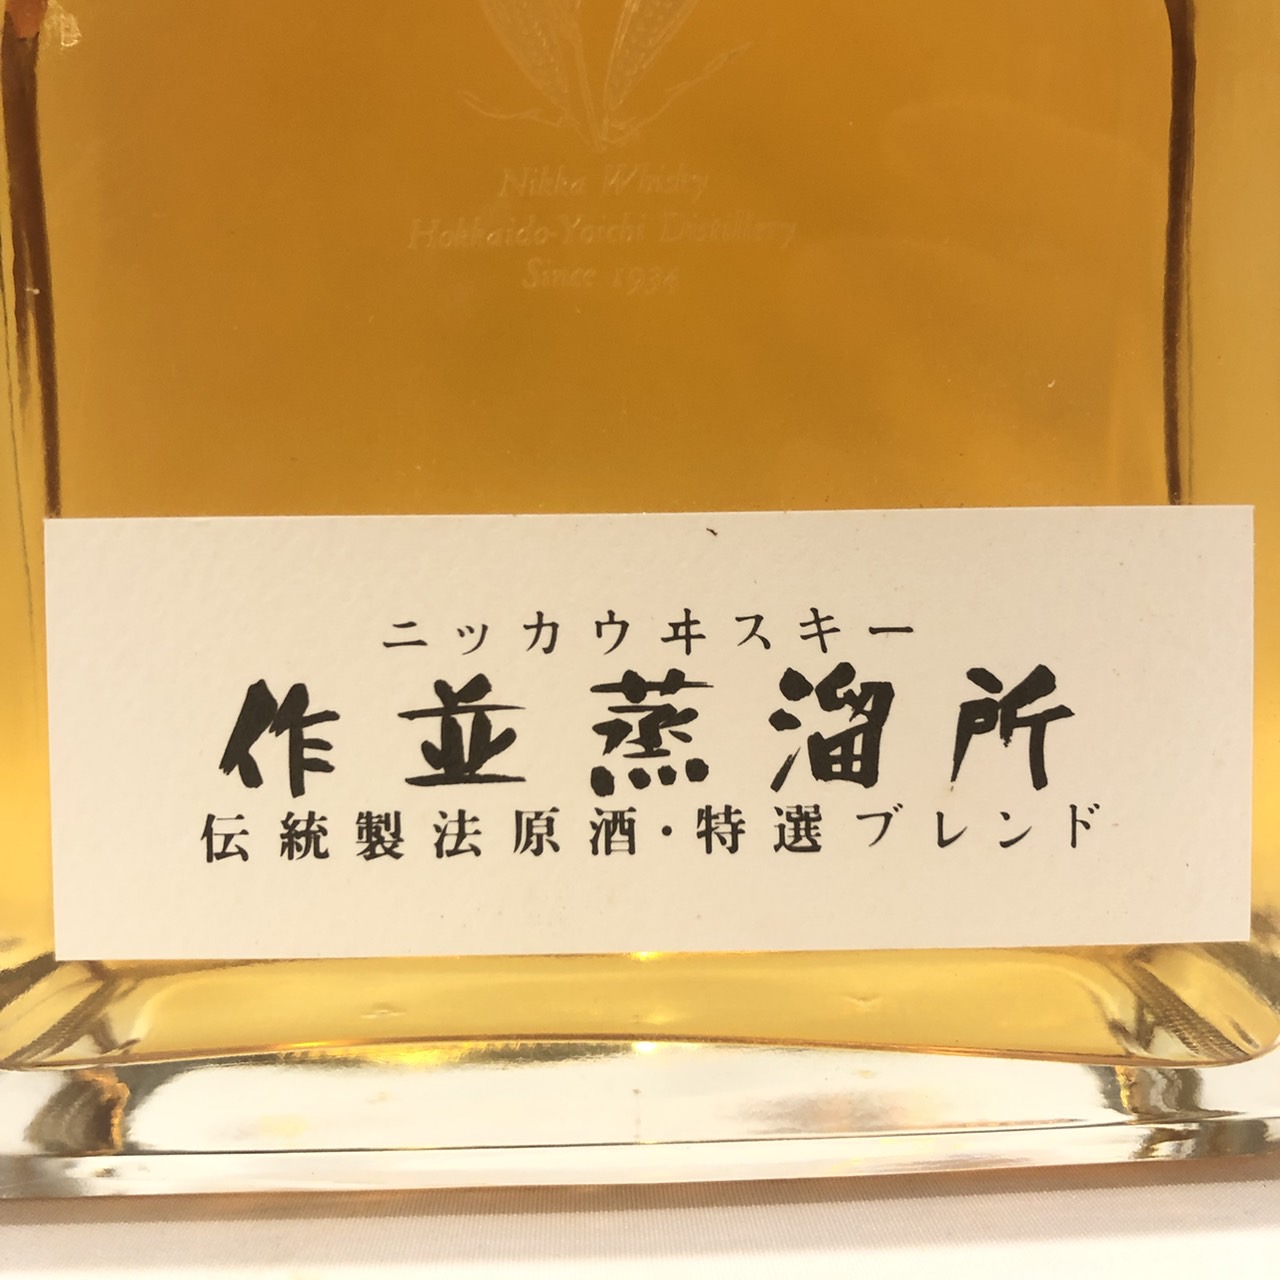 Nikka Whisky
Hokkaido-Yoichi Distillery
Since 1934
ニッカウヰスキー
作並蒸溜所
伝統製法原酒・特選ブレンド